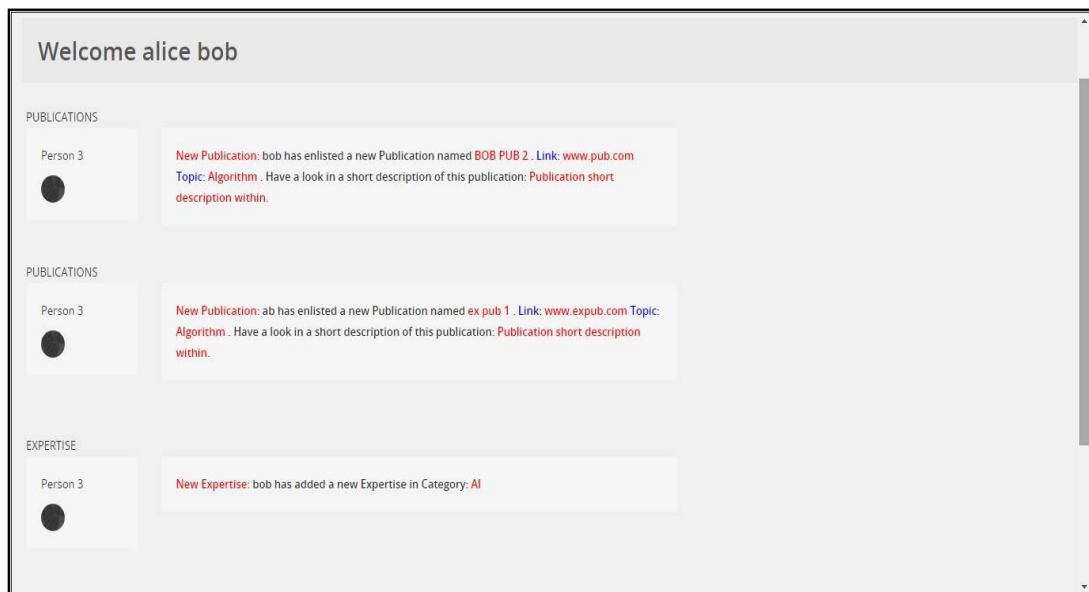 Welcome alice bob
PUBLICATIONS
Person 3
New Publication: bob has enlisted a new Publication named BOB PUB 2 . Link: www.pub.com
Topic: Algorithm . Have a look in a short description of this publication: Publication short
description within.
PUBLICATIONS
Person 3
New Publication: ab has enlisted a new Publication named ex pub 1 . Link: www.expub.com Topic:
Algorithm . Have a look in a short description of this publication: Publication short description
within.
EXPERTISE
Person 3
New Expertise: bob has added a new Expertise in Category: AI